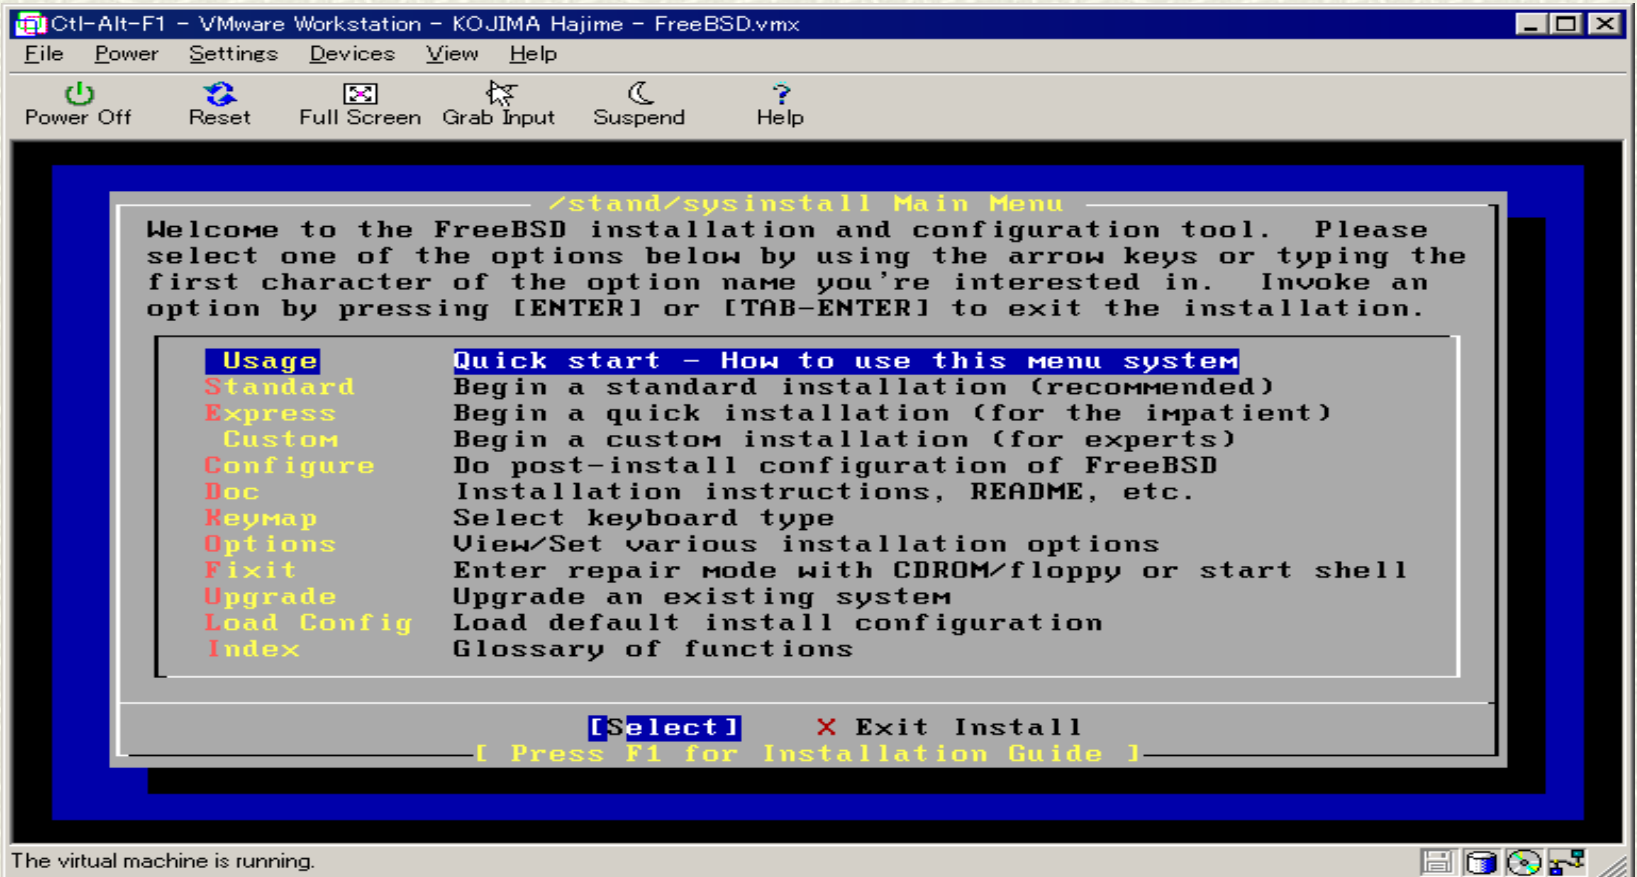 Ctl-Alt-F1 - VMware Workstation - KOJIMA Hajime - FreeBSD.vmx
File Power Settings Devices View Help
Power Off Reset Full Screen Grab Input Suspend Help
/stand/sysinstall Main Menu
Welcome to the FreeBSD installation and configuration tool. Please
select one of the options below by using the arrow keys or typing the
first character of the option name you're interested in. Invoke an
option by pressing [ENTER] or [TAB-ENTER] to exit the installation.
Usage Quick start - How to use this menu system
Standard Begin a standard installation (recommended)
Express Begin a quick installation (for the impatient)
Custom Begin a custom installation (for experts)
Configure Do post-install configuration of FreeBSD
Doc Installation instructions, README, etc.
Keymap Select keyboard type
Options View/Set various installation options
Fixit Enter repair mode with CDROM/floppy or start shell
Upgrade Upgrade an existing system
Load Config Load default install configuration
Index Glossary of functions
[Select] X Exit Install
[ Press F1 for Installation Guide ]
The virtual machine is running.